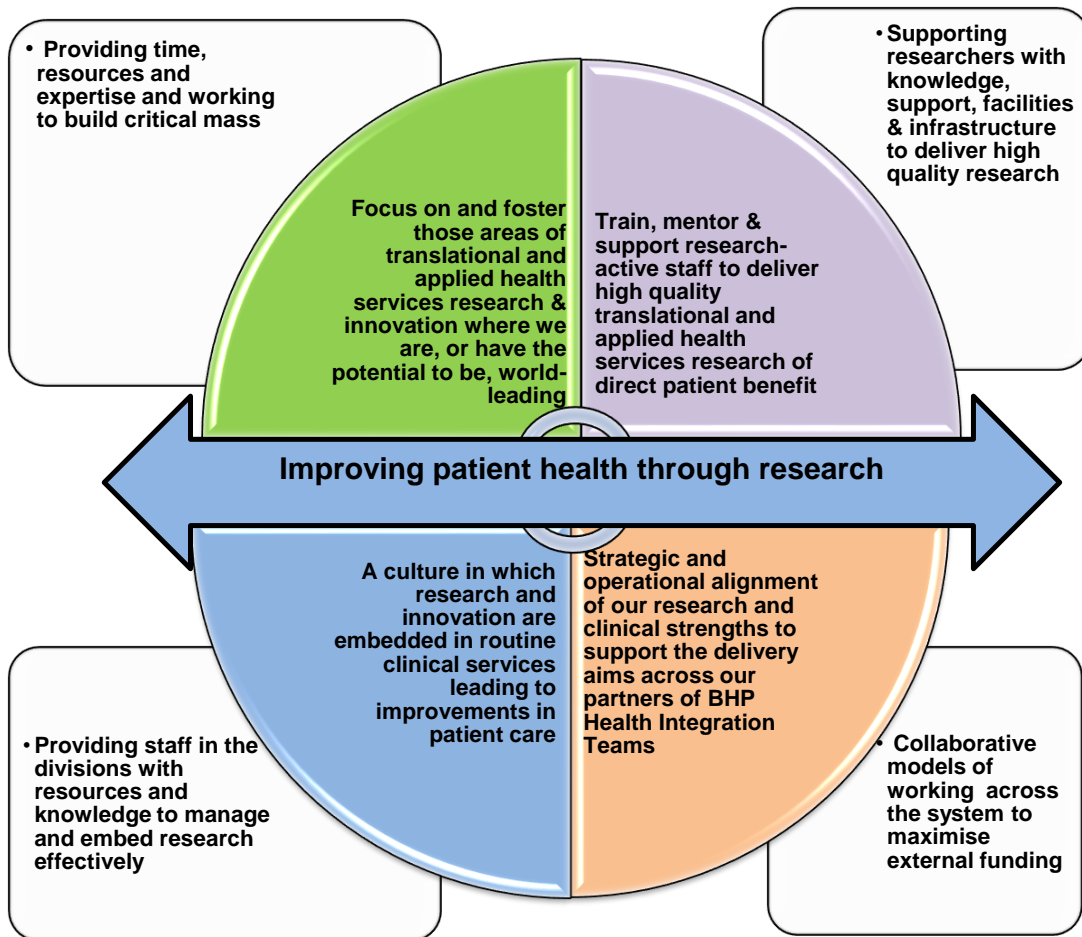 • Providing time,
resources and
expertise and working
to build critical mass
• Supporting
researchers with
knowledge,
support, facilities
& infrastructure
to deliver high
quality research
Focus on and foster
those areas of
translational and
applied health
services research &
innovation where we
are, or have the
potential to be, world-
leading
Train, mentor &
support research-
active staff to deliver
high quality
translational and
applied health
services research of
direct patient benefit
Improving patient health through research
A culture in which
research and
innovation are
embedded in routine
clinical services
leading to
improvements in
patient care
Strategic and
operational alignment
of our research and
clinical strengths to
support the delivery
aims across our
partners of BHP
Health Integration
Teams
• Providing staff in the
divisions with
resources and
knowledge to manage
and embed research
effectively
• Collaborative
models of
working across
the system to
maximise
external funding